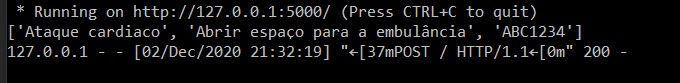 * Running on http://127.0.0.1:5000/ (Press CTRL+C to quit)
['Ataque cardiaco', 'Abrir espaço para a embulância', 'ABC1234']
127.0.0.1 - - [02/Dec/2020 21:32:19] "←[37mPOST / HTTP/1.1←[0m" 200 -